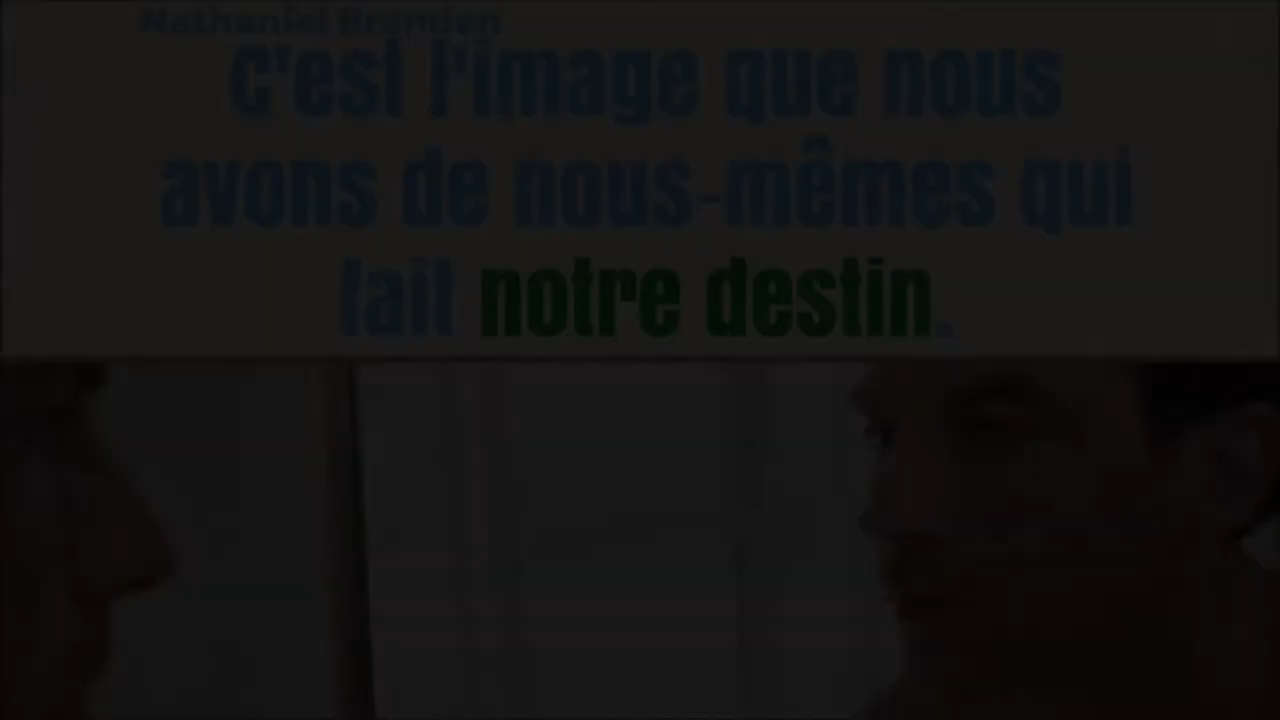 Nathaniel Branden
c'est l'image que nous
avons de nous-mêmes qui
fait notre destin.